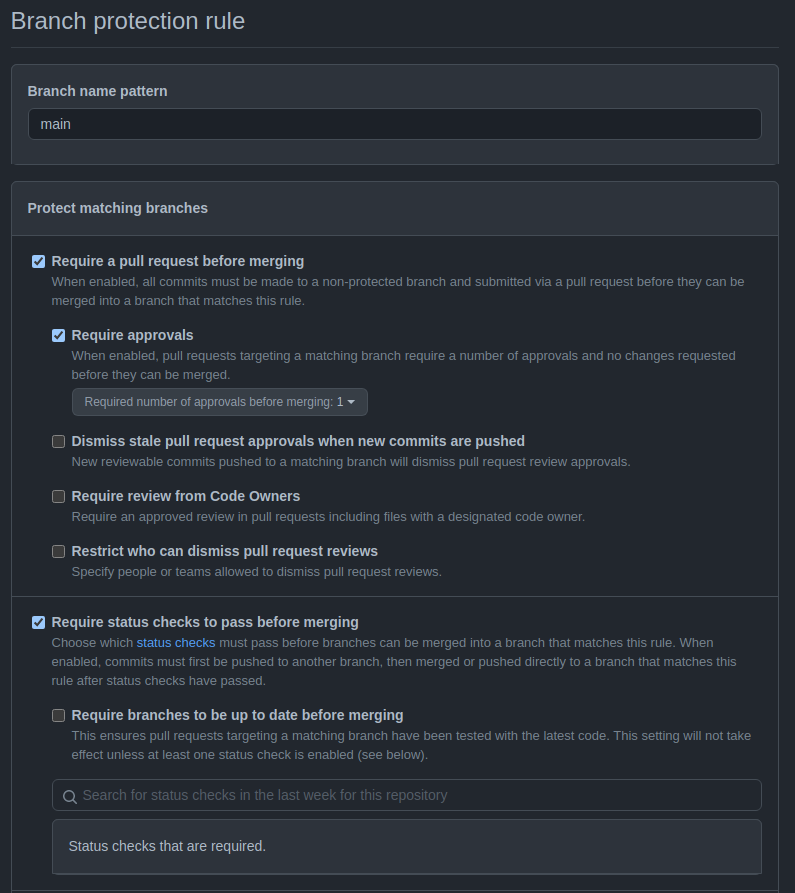 Branch protection rule
Branch name pattern
main
Protect matching branches
Require a pull request before merging
When enabled, all commits must be made to a non-protected branch and submitted via a pull request before they can be
merged into a branch that matches this rule.
Require approvals
When enabled, pull requests targeting a matching branch require a number of approvals and no changes requested
before they can be merged.
Required number of approvals before merging: 1
Dismiss stale pull request approvals when new commits are pushed
New reviewable commits pushed to a matching branch will dismiss pull request review approvals.
Require review from Code Owners
Require an approved review in pull requests including files with a designated code owner.
Restrict who can dismiss pull request reviews
Specify people or teams allowed to dismiss pull request reviews.
Require status checks to pass before merging
Choose which status checks must pass before branches can be merged into a branch that matches this rule. When
enabled, commits must first be pushed to another branch, then merged or pushed directly to a branch that matches this
rule after status checks have passed.
Require branches to be up to date before merging
This ensures pull requests targeting a matching branch have been tested with the latest code. This setting will not take
effect unless at least one status check is enabled (see below).
Search for status checks in the last week for this repository
Status checks that are required.